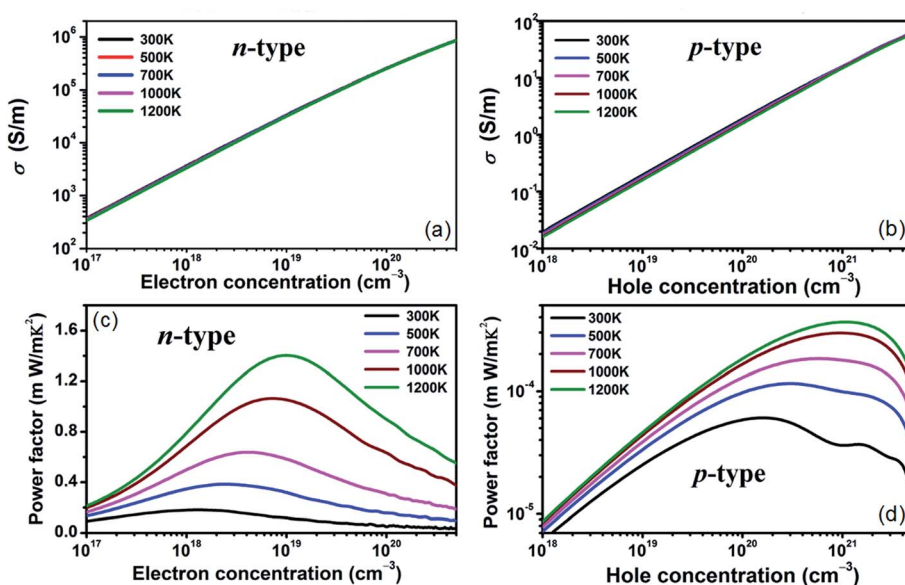 n-type
300K
500K
700K
1000K
1200K
10⁶
10⁵
10⁴
10³
10²
σ (S/m)
(a)
10¹⁷
10¹⁸
10¹⁹
10²⁰
Electron concentration (cm⁻³)
p-type
300K
500K
700K
1000K
1200K
10²
10¹
10⁰
10⁻¹
10⁻²
σ (S/m)
(b)
10¹⁸
10¹⁹
10²⁰
10²¹
Hole concentration (cm⁻³)
(c)
n-type
300K
500K
700K
1000K
1200K
1.6
1.2
0.8
0.4
0.0
Power factor (m W/mK²)
10¹⁷
10¹⁸
10¹⁹
10²⁰
Electron concentration (cm⁻³)
300K
500K
700K
1000K
1200K
10⁻⁴
10⁻⁵
Power factor (m W/mK²)
p-type
(d)
10¹⁸
10¹⁹
10²⁰
10²¹
Hole concentration (cm⁻³)